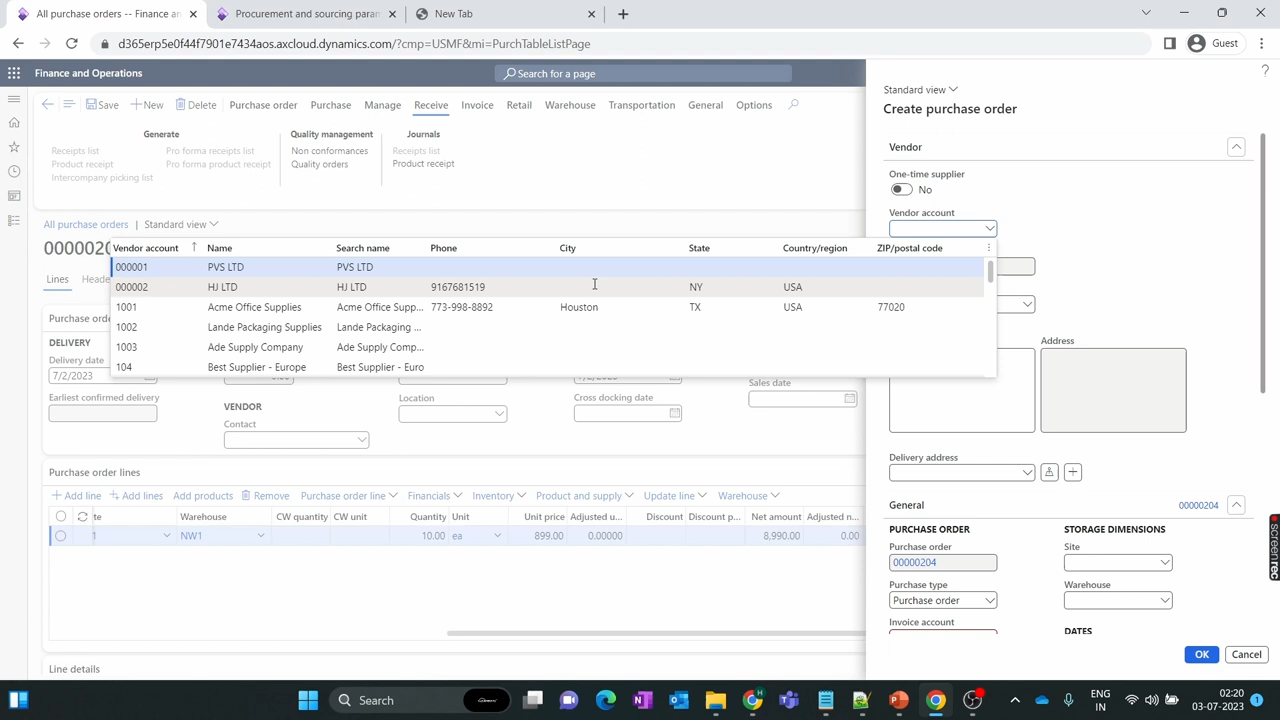 All purchase orders -- Finance an
Procurement and sourcing param
New Tab
d365erp5e0f44f7901e7434aos.axcloud.dynamics.com/?cmp=USMF&mi=PurchTableListPage
Guest
Finance and Operations
Search for a page
Save New Delete Purchase order Purchase Manage Receive Invoice Retail Warehouse Transportation General Options
Generate Quality management Journals
Receipts list Pro forma receipts list Non conformances Receipts list
Product receipt Pro forma product receipt Quality orders Product receipt
Intercompany picking list
All purchase orders | Standard view
Lines Heade
Purchase ord
DELIVERY
Delivery date
7/2/2023
Earliest confirmed delivery
VENDOR
Contact
Location
Cross docking date
Sales date
Vendor account Name Search name Phone City State Country/region ZIP/postal code
000001 PVS LTD PVS LTD
000002 HJ LTD HJ LTD 9167681519 NY USA
1001 Acme Office Supplies Acme Office Supp... 773-998-8892 Houston TX USA 77020
1002 Lande Packaging Supplies Lande Packaging ...
1003 Ade Supply Company Ade Supply Comp...
104 Best Supplier - Europe Best Supplier - Euro
Purchase order lines
Add line Add lines Add products Remove Purchase order line Financials Inventory Product and supply Update line Warehouse
te Warehouse CW quantity CW unit Quantity Unit Unit price Adjusted u... Discount Discount p... Net amount Adjusted n...
1 NW1 10.00 ea 899.00 0.00000 8,990.00 0.00
Line details
Standard view
Create purchase order
Vendor
One-time supplier
No
Vendor account
Address
Delivery address
General 00000204
PURCHASE ORDER STORAGE DIMENSIONS
Purchase order Site
00000204
Purchase type Warehouse
Purchase order
Invoice account DATES
OK Cancel
screenrec
Search
ENG
IN
02:20
03-07-2023